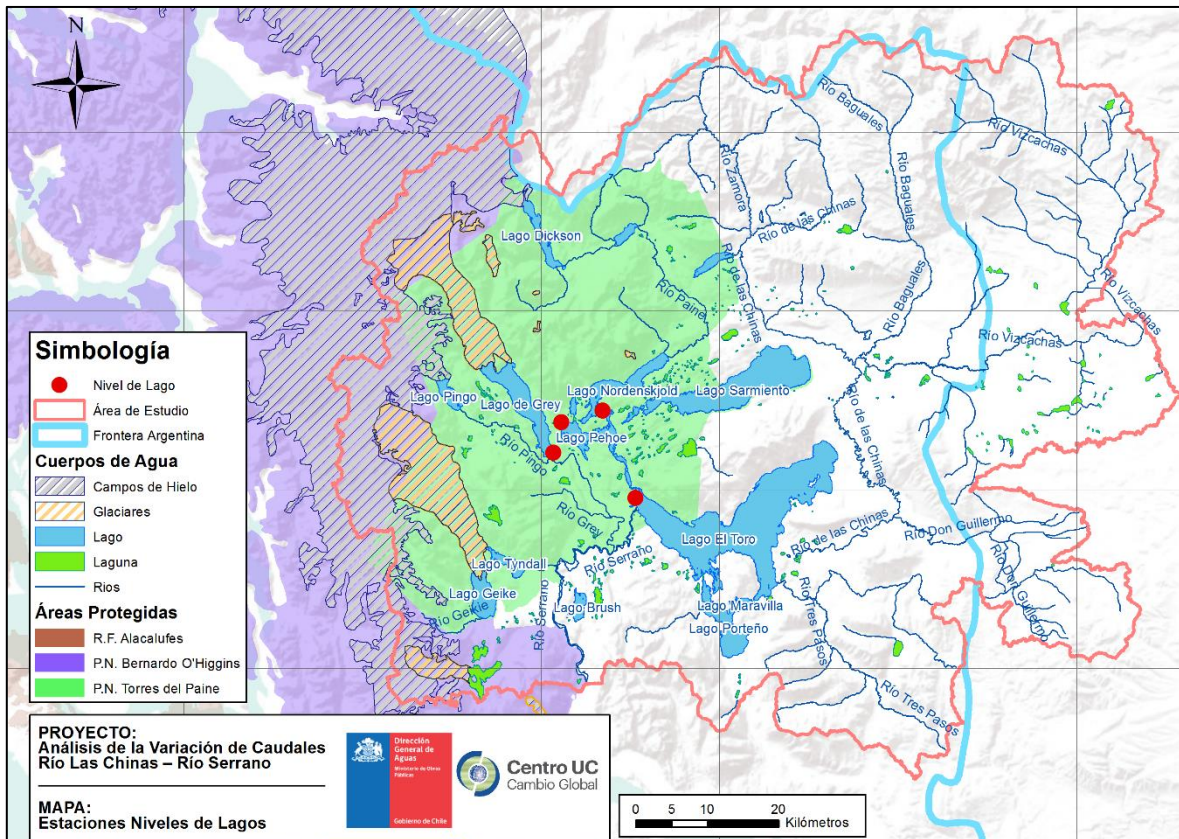 N
Río Baguales
Río Vizcachas
Río Baguales
Río Zamora
Río de las Chinas
Lago Dickson
Río de las Chinas
Río Vizcachas
Río Paine
Río Baguales
Río Vizcachas
Lago Nordenskjold
Lago Sarmiento
Lago Pingo
Lago de Grey
Río de las Chinas
Lago Pehoe
Río Pingo
Río Grey
Lago El Toro
Río de las Chinas
Río Don Guillermo
Río Serrano
Río Don Guillermo
Lago Tyndall
Lago Geike
Río Serrano
Lago Brush
Lago Maravilla
Río Tres Pasos
Río Geikie
Lago Porteño
Río Tres Pasos
Simbología
Nivel de Lago
Área de Estudio
Frontera Argentina
Cuerpos de Agua
Campos de Hielo
Glaciares
Lago
Laguna
Rios
Áreas Protegidas
R.F. Alacalufes
P.N. Bernardo O'Higgins
P.N. Torres del Paine
PROYECTO:
Análisis de la Variación de Caudales
Río Las Chinas – Río Serrano
MAPA:
Estaciones Niveles de Lagos
Dirección
General de
Aguas
Ministerio de Obras
Públicas
Gobierno de Chile
Centro UC
Cambio Global
0 5 10 20
Kilómetros